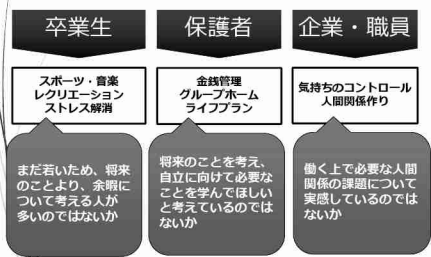 卒業生
スポーツ・音楽
レクリエーション
ストレス解消
まだ若いため、将来
のことより、余暇に
ついて考える人が
多いのではないか
保護者
金銭管理
グループホーム
ライフプラン
将来のことを考え、
自立に向けて必要な
ことを学んでほしい
と考えているのでは
ないか
企業・職員
気持ちのコントロール
人間関係作り
働く上で必要な人間
関係の課題について
実感しているのでは
ないか